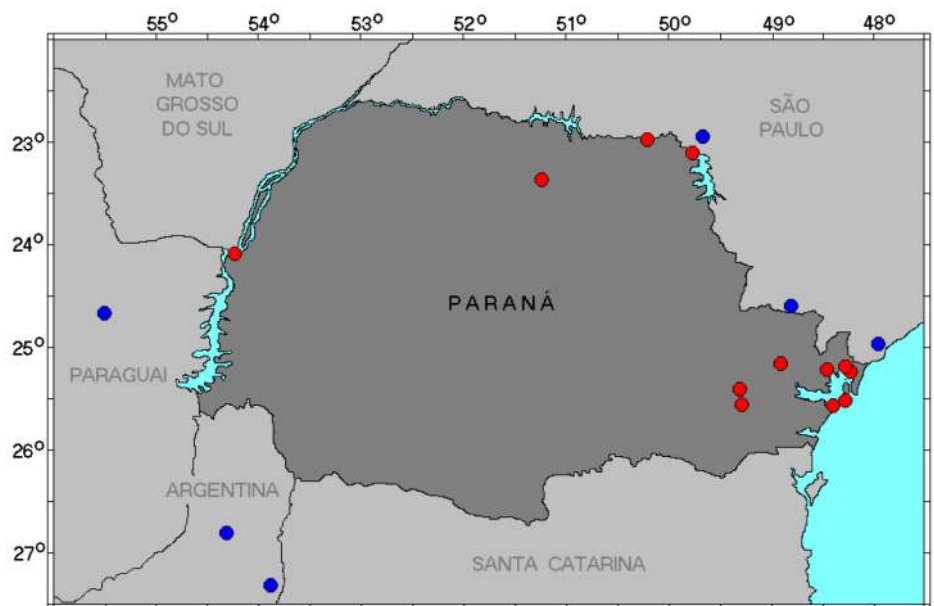 55° 54° 53° 52° 51° 50° 49° 48°
MATO
GROSSO
DO SUL
SÃO
PAULO
23°
24°
PARANÁ
25°
PARAGUAI
26°
ARGENTINA
27°
SANTA CATARINA